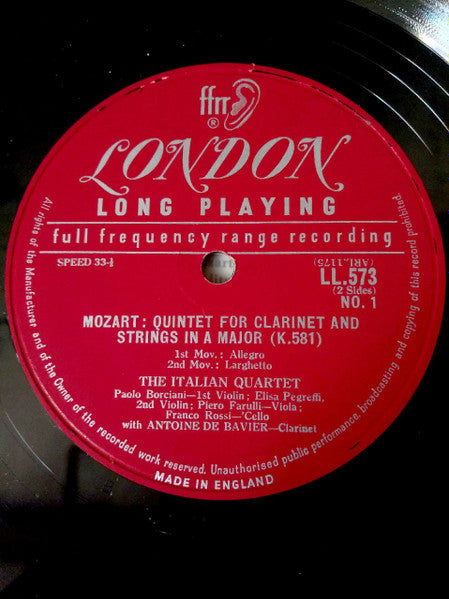 ffrr
®
LONDON
LONG PLAYING
full frequency range recording
SPEED 33⅓
(ARL.1175)
LL.573
(2 Sides)
NO. 1
MOZART: QUINTET FOR CLARINET AND
STRINGS IN A MAJOR (K.581)
1st Mov.: Allegro
2nd Mov.: Larghetto
THE ITALIAN QUARTET
Paolo Borciani—1st Violin; Elisa Pegreffi,
2nd Violin; Piero Farulli—Viola;
Franco Rossi—'Cello
with ANTOINE DE BAVIER—Clarinet
All rights of the Manufacturer and of the Owner of the recorded work reserved. Unauthorised public performance, broadcasting and copying of this record prohibited.
MADE IN ENGLAND